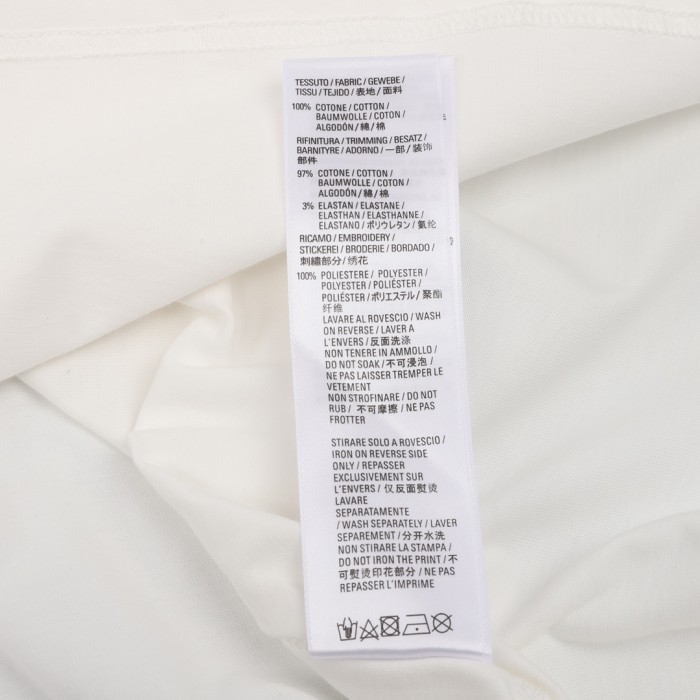 TESSUTO / FABRIC / GEWEBE /
TISSU / TEJIDO / 表地 / 面料
100% COTONE / COTTON /
BAUMWOLLE / COTON /
ALGODÓN / 綿 / 棉
RIFINITURA / TRIMMING / BESATZ /
BARNITYRE / ADORNO / 一部 / 装饰
部件
97% COTONE / COTTON /
BAUMWOLLE / COTON /
ALGODÓN / 綿 / 棉
3% ELASTAN / ELASTANE /
ELASTHAN / ELASTHANNE /
ELASTANO / ポリウレタン / 氨纶
RICAMO / EMBROIDERY /
STICKEREI / BRODERIE / BORDADO /
刺繍部分 / 绣花
100% POLIESTERE / POLYESTER /
POLYESTER / POLIÉSTER /
POLIÉSTER / ポリエステル / 聚酯
纤维
LAVARE AL ROVESCIO / WASH
ON REVERSE / LAVER A
L'ENVERS / 反面洗涤
NON TENERE IN AMMOLLO /
DO NOT SOAK / 不可浸泡 /
NE PAS LAISSER TREMPER LE
VETEMENT
NON STROFINARE / DO NOT
RUB / 不可摩擦 / NE PAS
FROTTER
STIRARE SOLO A ROVESCIO /
IRON ON REVERSE SIDE
ONLY / REPASSER
EXCLUSIVEMENT SUR
L'ENVERS / 仅反面熨烫
LAVARE
SEPARATAMENTE
/ WASH SEPARATELY / LAVER
SEPAREMENT / 分开水洗
NON STIRARE LA STAMPA /
DO NOT IRON THE PRINT / 不
可熨烫印花部分 / NE PAS
REPASSER L'IMPRIME